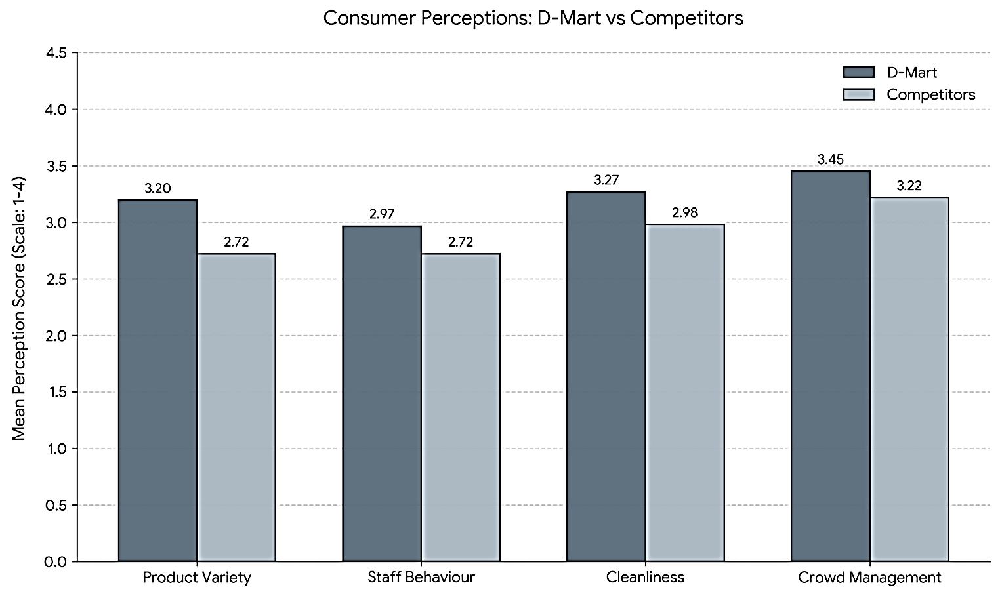 Consumer Perceptions: D-Mart vs Competitors
4.5
4.0
3.5
3.0
2.5
2.0
1.5
1.0
0.5
0.0
Mean Perception Score (Scale: 1-4)
D-Mart
Competitors
3.20
2.72
2.97
2.72
3.27
2.98
3.45
3.22
Product Variety
Staff Behaviour
Cleanliness
Crowd Management